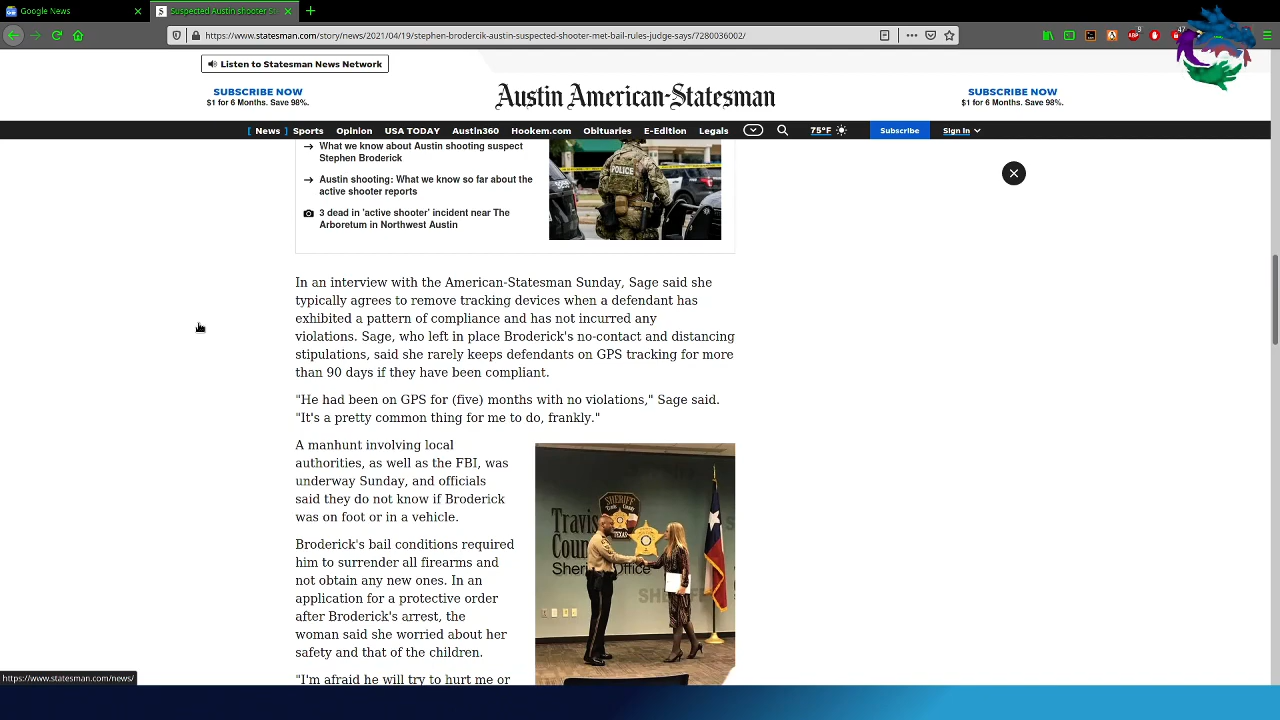 Google News
Suspected Austin shooter St
https://www.statesman.com/story/news/2021/04/19/stephen-broderdk-austin-suspected-shooter-met-bail-rules-judge-says/7280036002/
Listen to Statesman News Network
SUBSCRIBE NOW
$1 for 6 Months. Save 98%.
Austin American-Statesman
SUBSCRIBE NOW
$1 for 6 Months. Save 98%.
News Sports Opinion USA TODAY Austin360 Hookem.com Obituaries E-Edition Legals 75°F Subscribe Sign In
What we know about Austin shooting suspect
Stephen Broderick
Austin shooting: What we know so far about the
active shooter reports
3 dead in 'active shooter' incident near The
Arboretum in Northwest Austin
POLICE
In an interview with the American-Statesman Sunday, Sage said she
typically agrees to remove tracking devices when a defendant has
exhibited a pattern of compliance and has not incurred any
violations. Sage, who left in place Broderick's no-contact and distancing
stipulations, said she rarely keeps defendants on GPS tracking for more
than 90 days if they have been compliant.
"He had been on GPS for (five) months with no violations," Sage said.
"It's a pretty common thing for me to do, frankly."
A manhunt involving local
authorities, as well as the FBI, was
underway Sunday, and officials
said they do not know if Broderick
was on foot or in a vehicle.
Broderick's bail conditions required
him to surrender all firearms and
not obtain any new ones. In an
application for a protective order
after Broderick's arrest, the
woman said she worried about her
safety and that of the children.
"I'm afraid he will try to hurt me or
SHERIFF
TEXAS
Travis
Coun
Sheri Office
https://www.statesman.com/news/